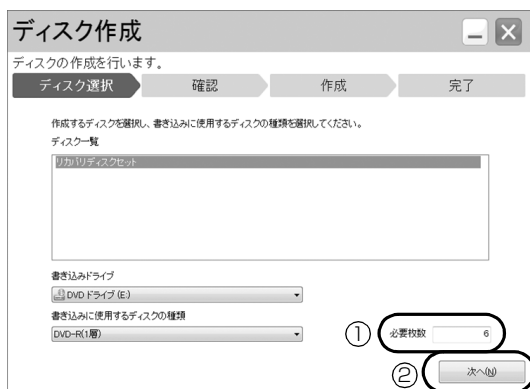 ディスク作成
ディスクの作成を行います。
ディスク選択 確認 作成 完了
作成するディスクを選択し、書き込みに使用するディスクの種類を選択してください。
ディスク一覧
リカバリディスクセット
書き込みドライブ
DVD ドライブ (E:)
書き込みに使用するディスクの種類
DVD-R(1層)
① 必要枚数 6
② 次へ(N)